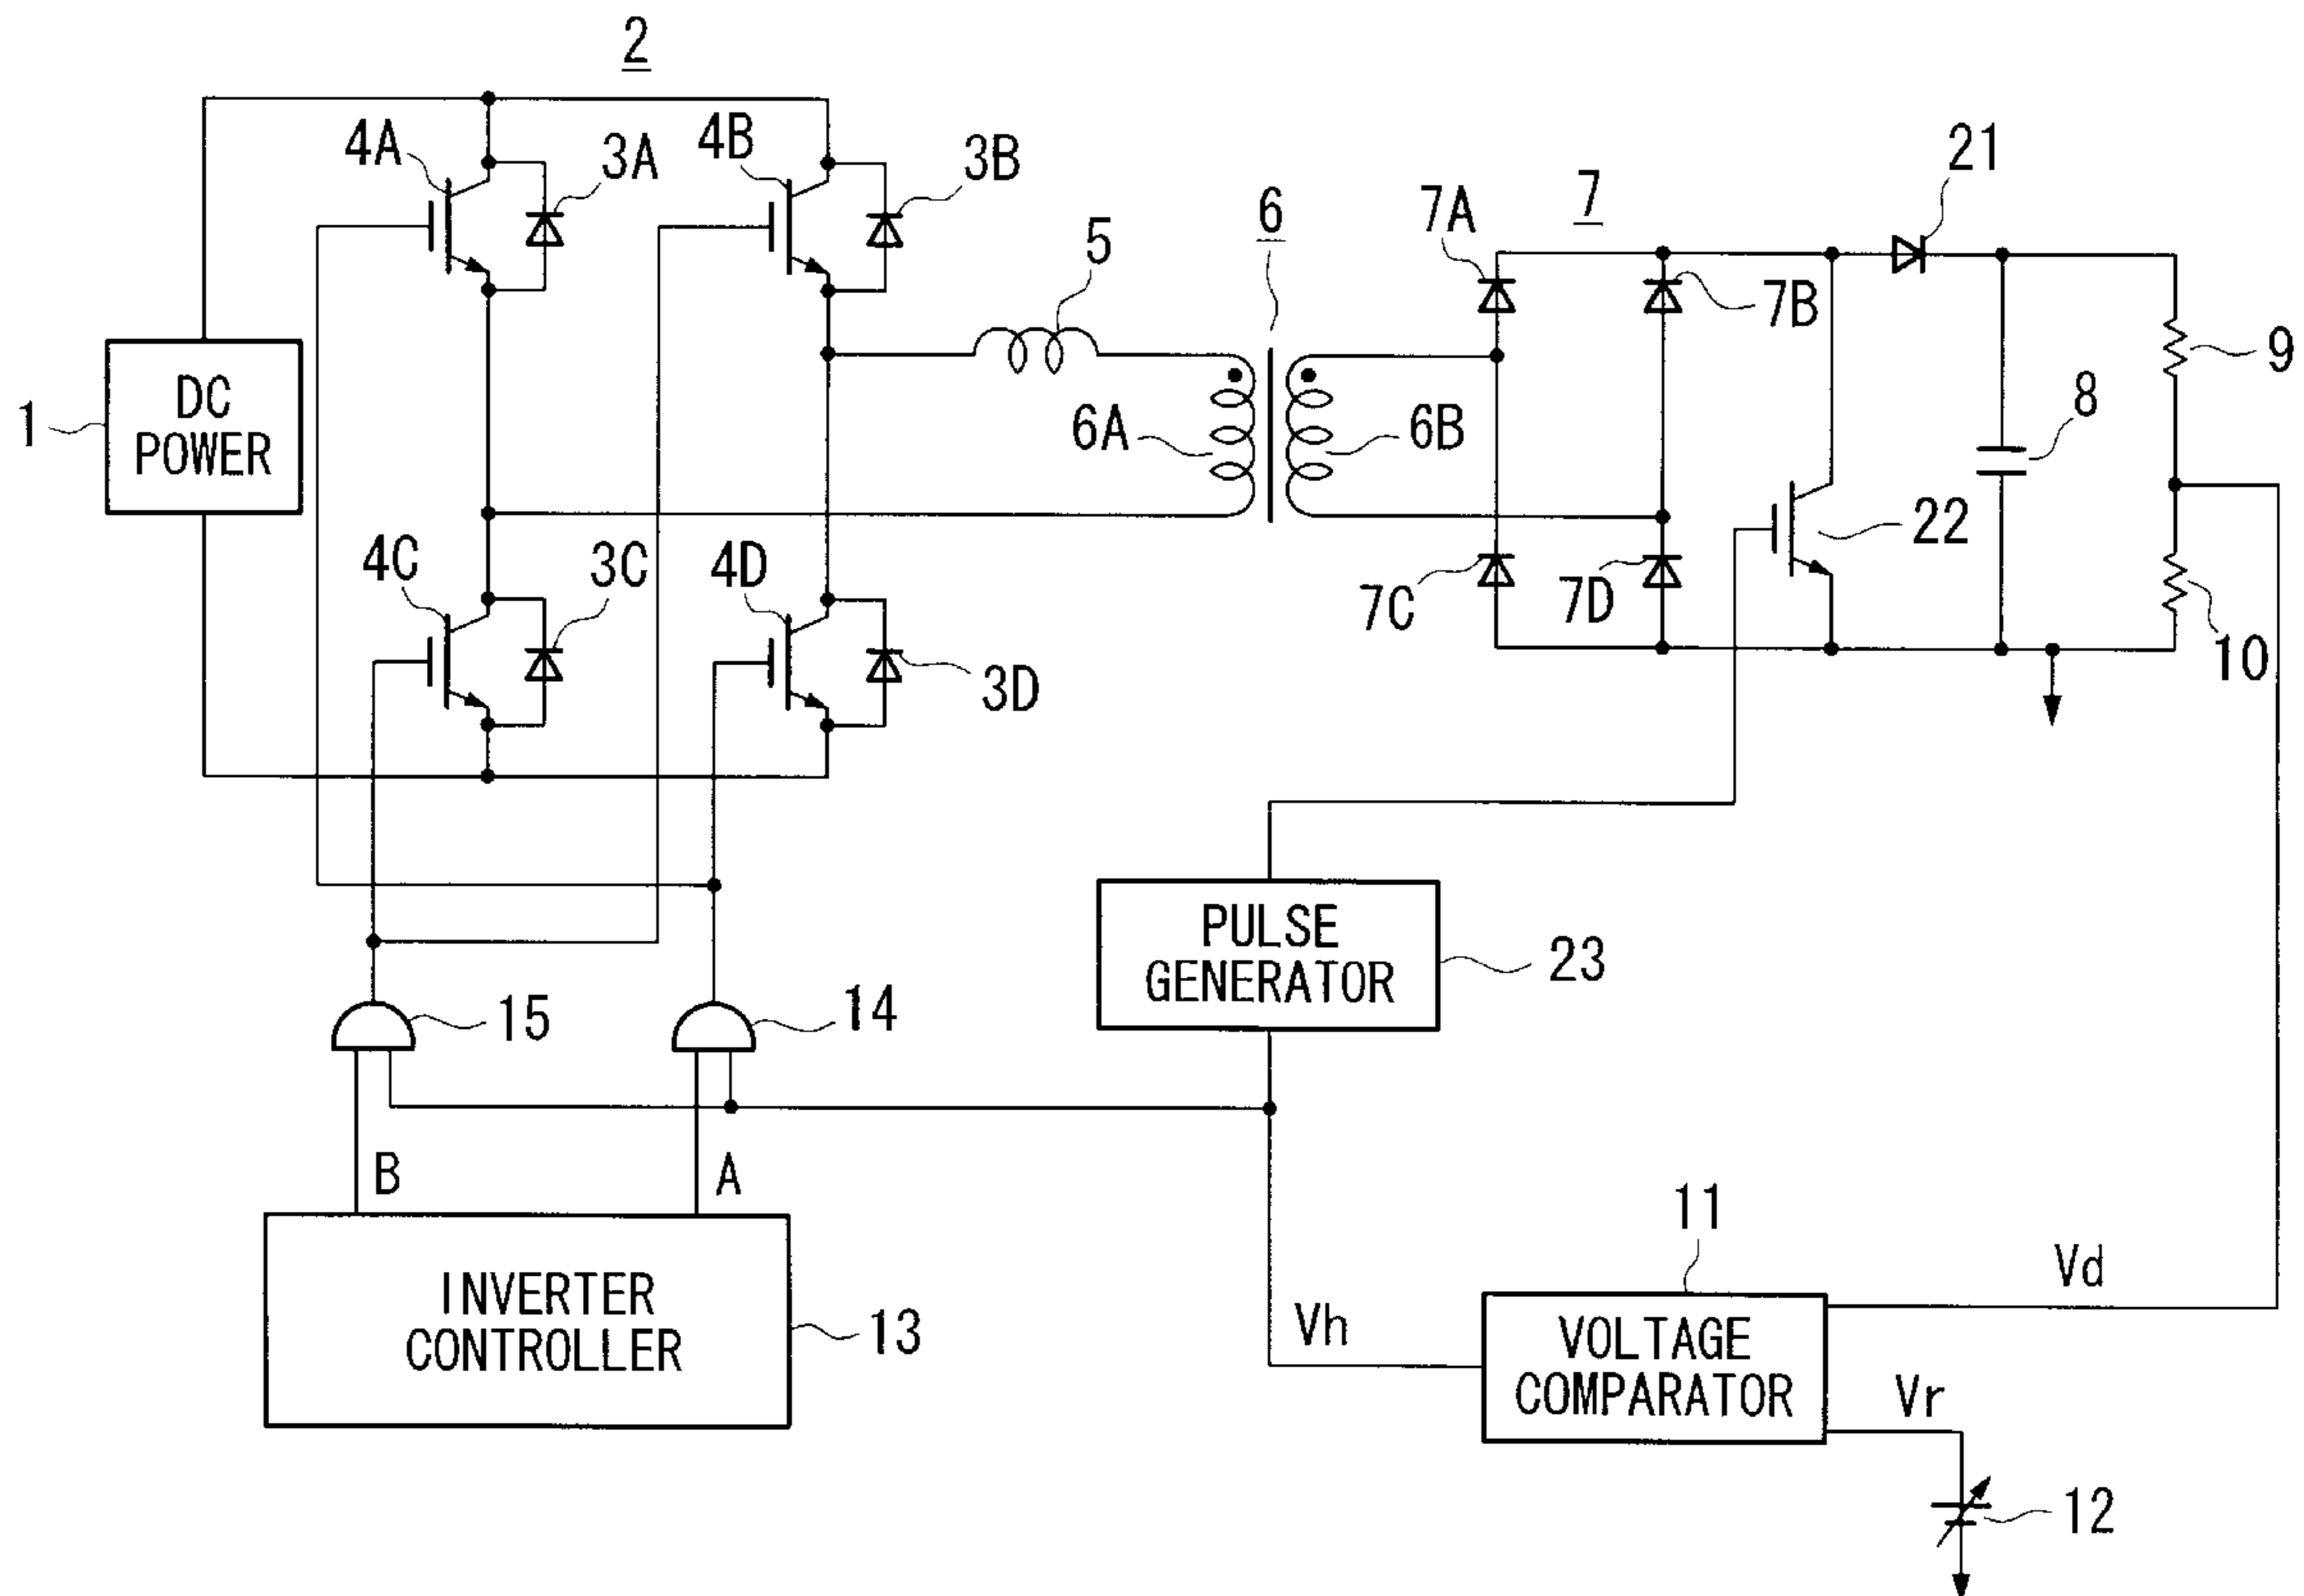 2
4A
3A
4B
3B
21
7A
7
6
5
7B
9
DC
POWER
1
8
6A
6B
22
4C
3C
4D
7C
7D
10
3D
PULSE
GENERATOR
23
15
14
B
A
11
Vd
INVERTER
CONTROLLER
13
Vh
VOLTAGE
COMPARATOR
Vr
12